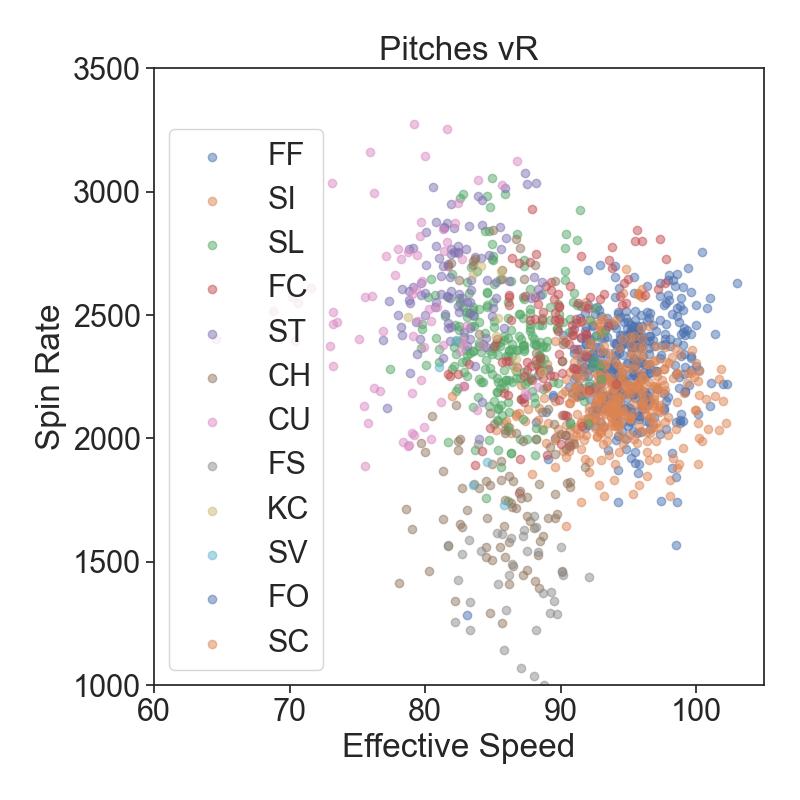 Pitches vR
3500
3000
2500
2000
1500
1000
Spin Rate
FF
SI
SL
FC
ST
CH
CU
FS
KC
SV
FO
SC
60 70 80 90 100
Effective Speed